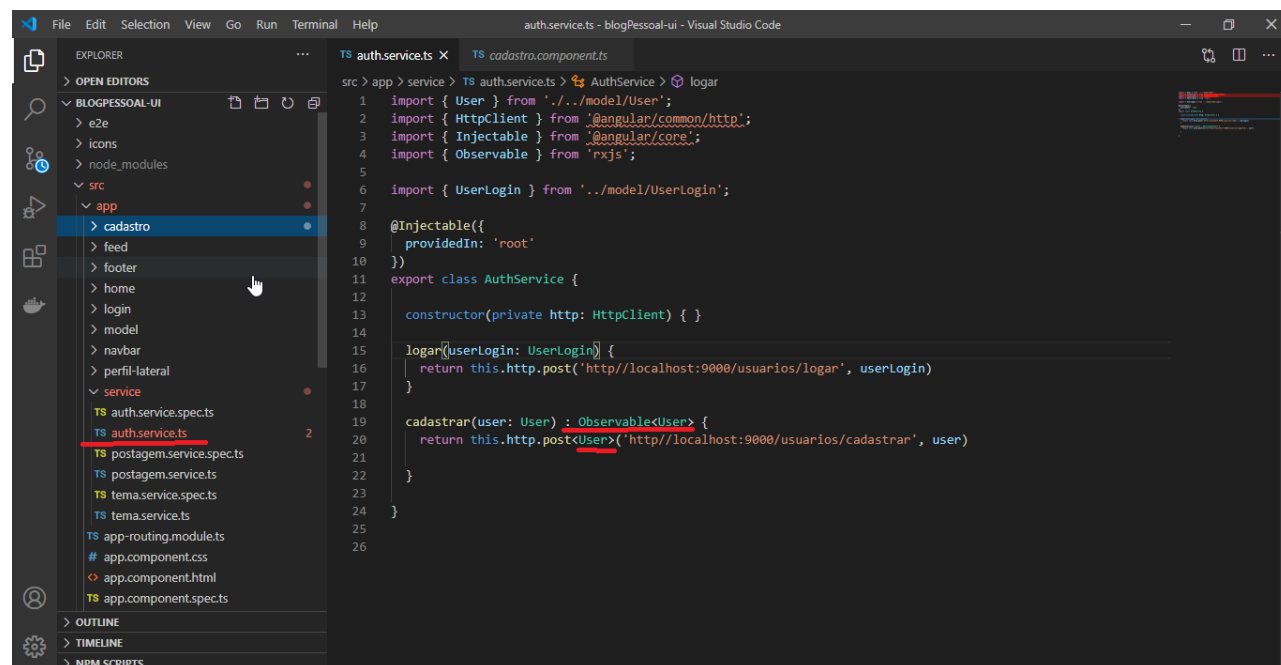 File Edit Selection View Go Run Terminal Help
auth.service.ts - blogPessoal-ui - Visual Studio Code
EXPLORER
OPEN EDITORS
BLOGPESSOAL-UI
e2e
icons
node_modules
src
app
cadastro
feed
footer
home
login
model
navbar
perfil-lateral
service
TS auth.service.spec.ts
TS auth.service.ts 2
TS postagem.service.spec.ts
TS postagem.service.ts
TS tema.service.spec.ts
TS tema.service.ts
TS app-routing.module.ts
# app.component.css
<> app.component.html
TS app.component.spec.ts
OUTLINE
TIMELINE
NPM SCRIPTS
TS auth.service.ts TS cadastro.component.ts
src > app > service > TS auth.service.ts > AuthService > logar
1 import { User } from './../model/User';
2 import { HttpClient } from '@angular/common/http';
3 import { Injectable } from '@angular/core';
4 import { Observable } from 'rxjs';
5
6 import { UserLogin } from '../model/UserLogin';
7
8 @Injectable({
9 providedIn: 'root'
10 })
11 export class AuthService {
12
13 constructor(private http: HttpClient) { }
14
15 logar(userLogin: UserLogin) {
16 return this.http.post('http//localhost:9000/usuarios/logar', userLogin)
17 }
18
19 cadastrar(user: User) : Observable<User> {
20 return this.http.post<User>('http//localhost:9000/usuarios/cadastrar', user)
21
22 }
23
24 }
25
26